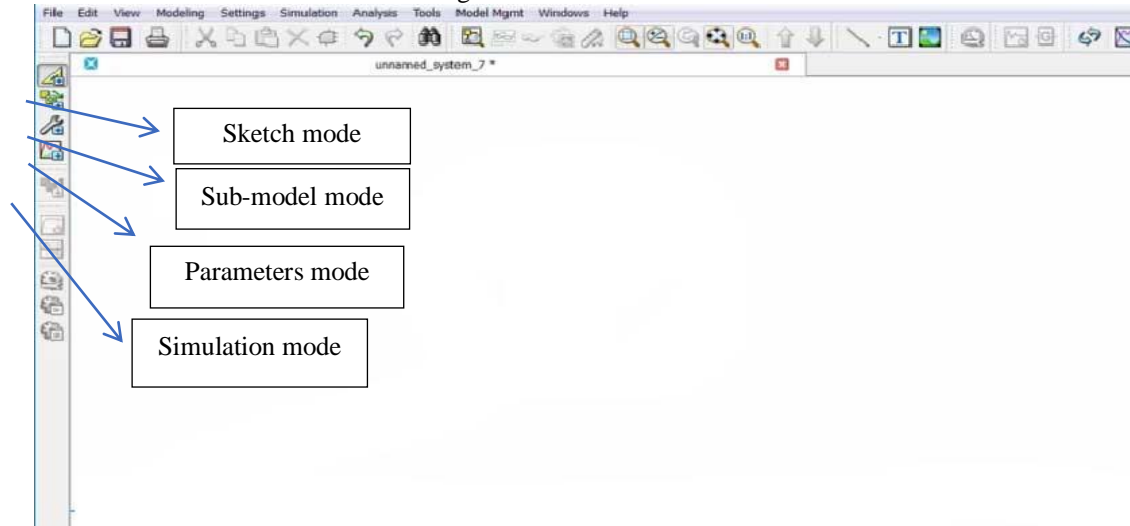 File Edit View Modeling Settings Simulation Analysis Tools Model Mgmt Windows Help
T
unnamed_system_7 *
Sketch mode
Sub-model mode
Parameters mode
Simulation mode